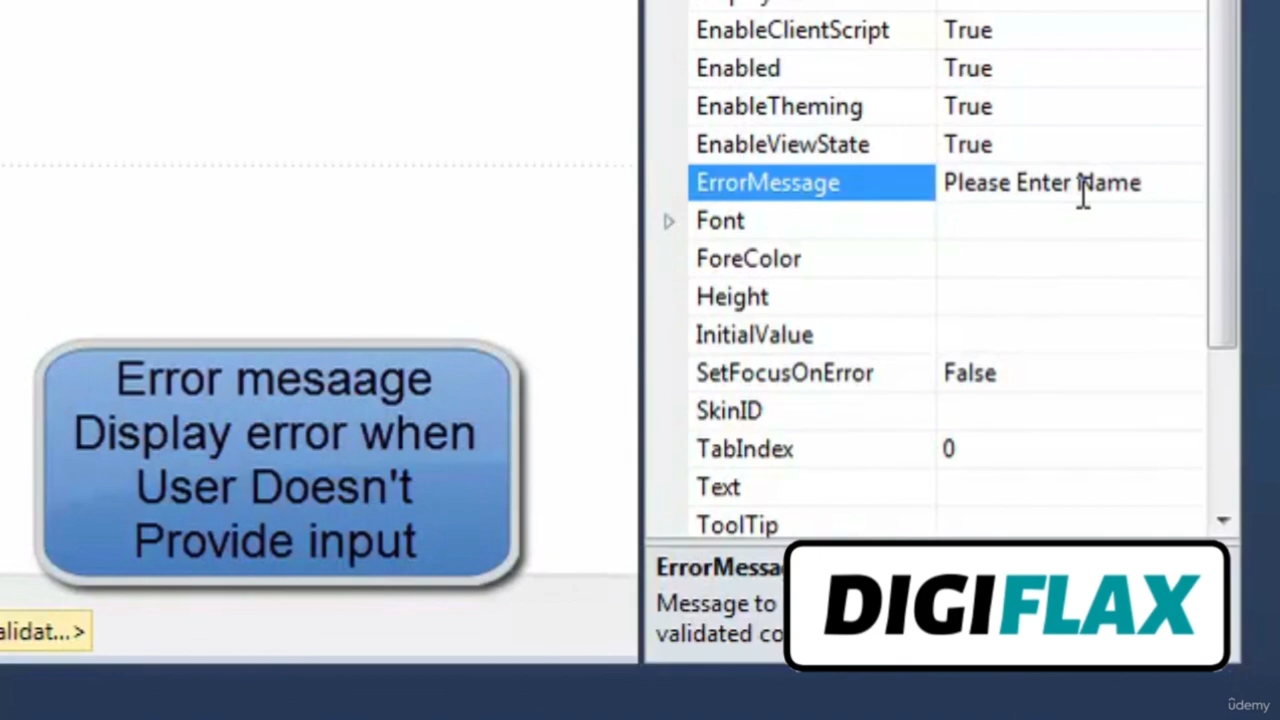 EnableClientScript True
Enabled True
EnableTheming True
EnableViewState True
ErrorMessage Please Enter Name
Font
ForeColor
Height
InitialValue
SetFocusOnError False
SkinID
TabIndex 0
Text
ToolTip
Error mesaage
Display error when
User Doesn't
Provide input
ErrorMessa
Message to
validated co
alidat...>
DIGIFLAX
ûdemy